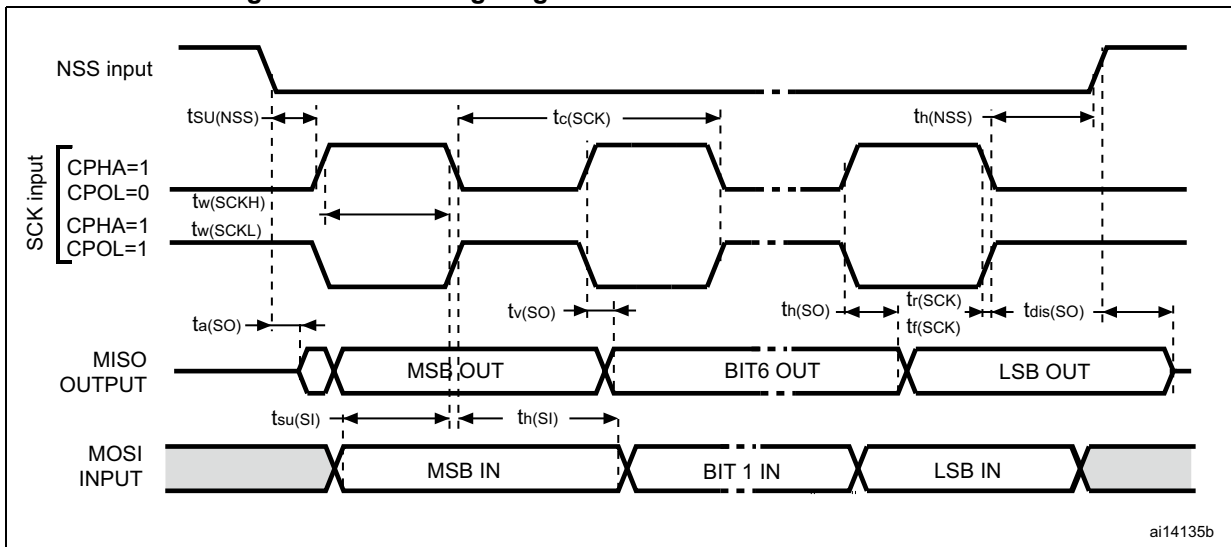 NSS input
tSU(NSS)
tc(SCK)
th(NSS)
SCK input
CPHA=1
CPOL=0
tw(SCKH)
CPHA=1
tw(SCKL)
CPOL=1
ta(SO)
tv(SO)
th(SO)
tr(SCK)
tf(SCK)
tdis(SO)
MISO
OUTPUT
MSB OUT
BIT6 OUT
LSB OUT
tsu(SI)
th(SI)
MOSI
INPUT
MSB IN
BIT 1 IN
LSB IN
ai14135b